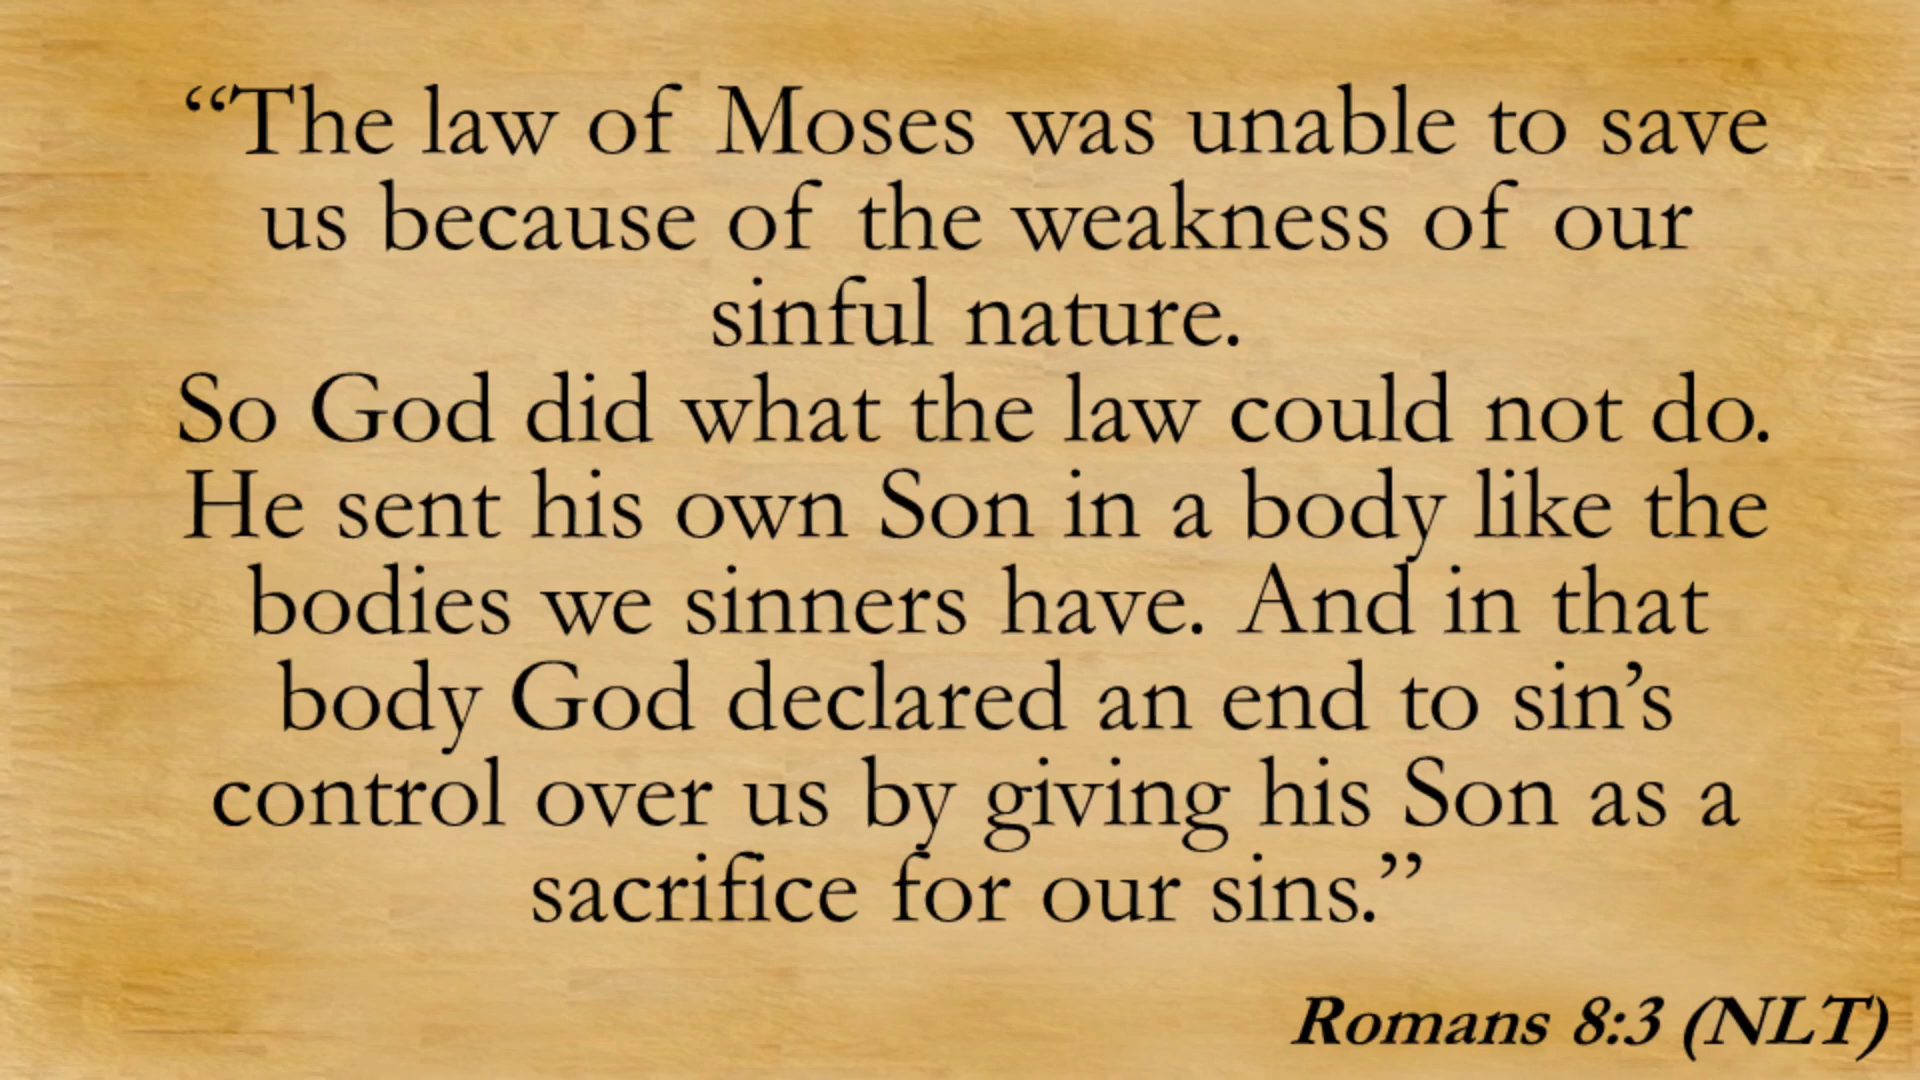 “The law of Moses was unable to save
us because of the weakness of our
sinful nature.
So God did what the law could not do.
He sent his own Son in a body like the
bodies we sinners have. And in that
body God declared an end to sin’s
control over us by giving his Son as a
sacrifice for our sins.”
Romans 8:3 (NLT)